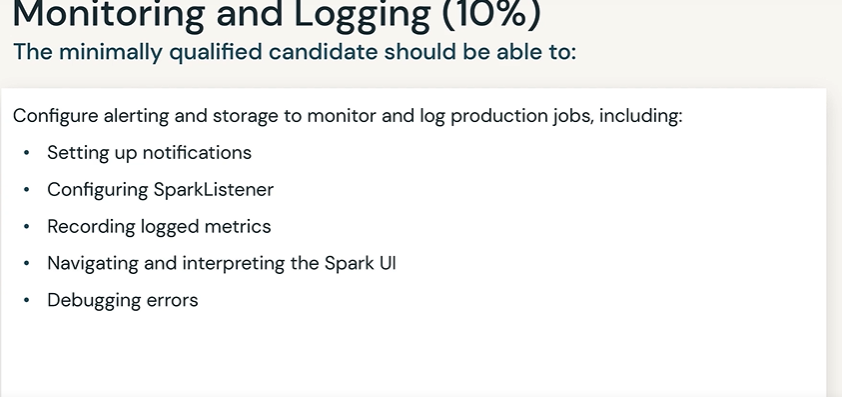 Monitoring and Logging (10%)
The minimally qualified candidate should be able to:
Configure alerting and storage to monitor and log production jobs, including:
• Setting up notifications
• Configuring SparkListener
• Recording logged metrics
• Navigating and interpreting the Spark UI
• Debugging errors